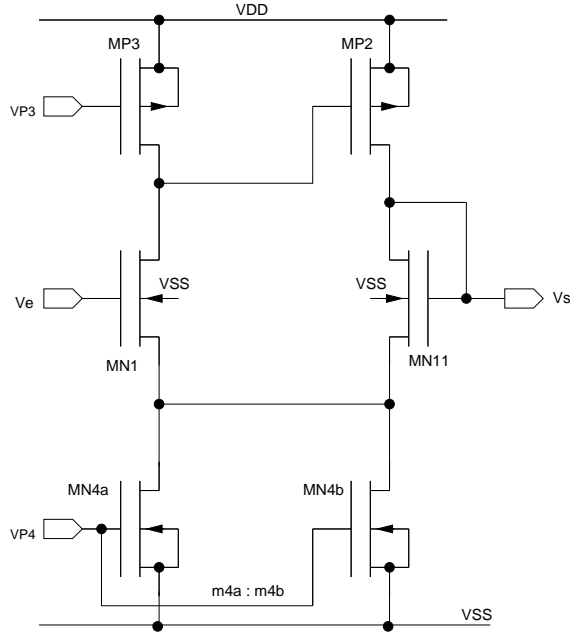 VDD
MP3
MP2
VP3
VSS
VSS
Ve
Vs
MN1
MN11
MN4a
MN4b
VP4
m4a : m4b
VSS